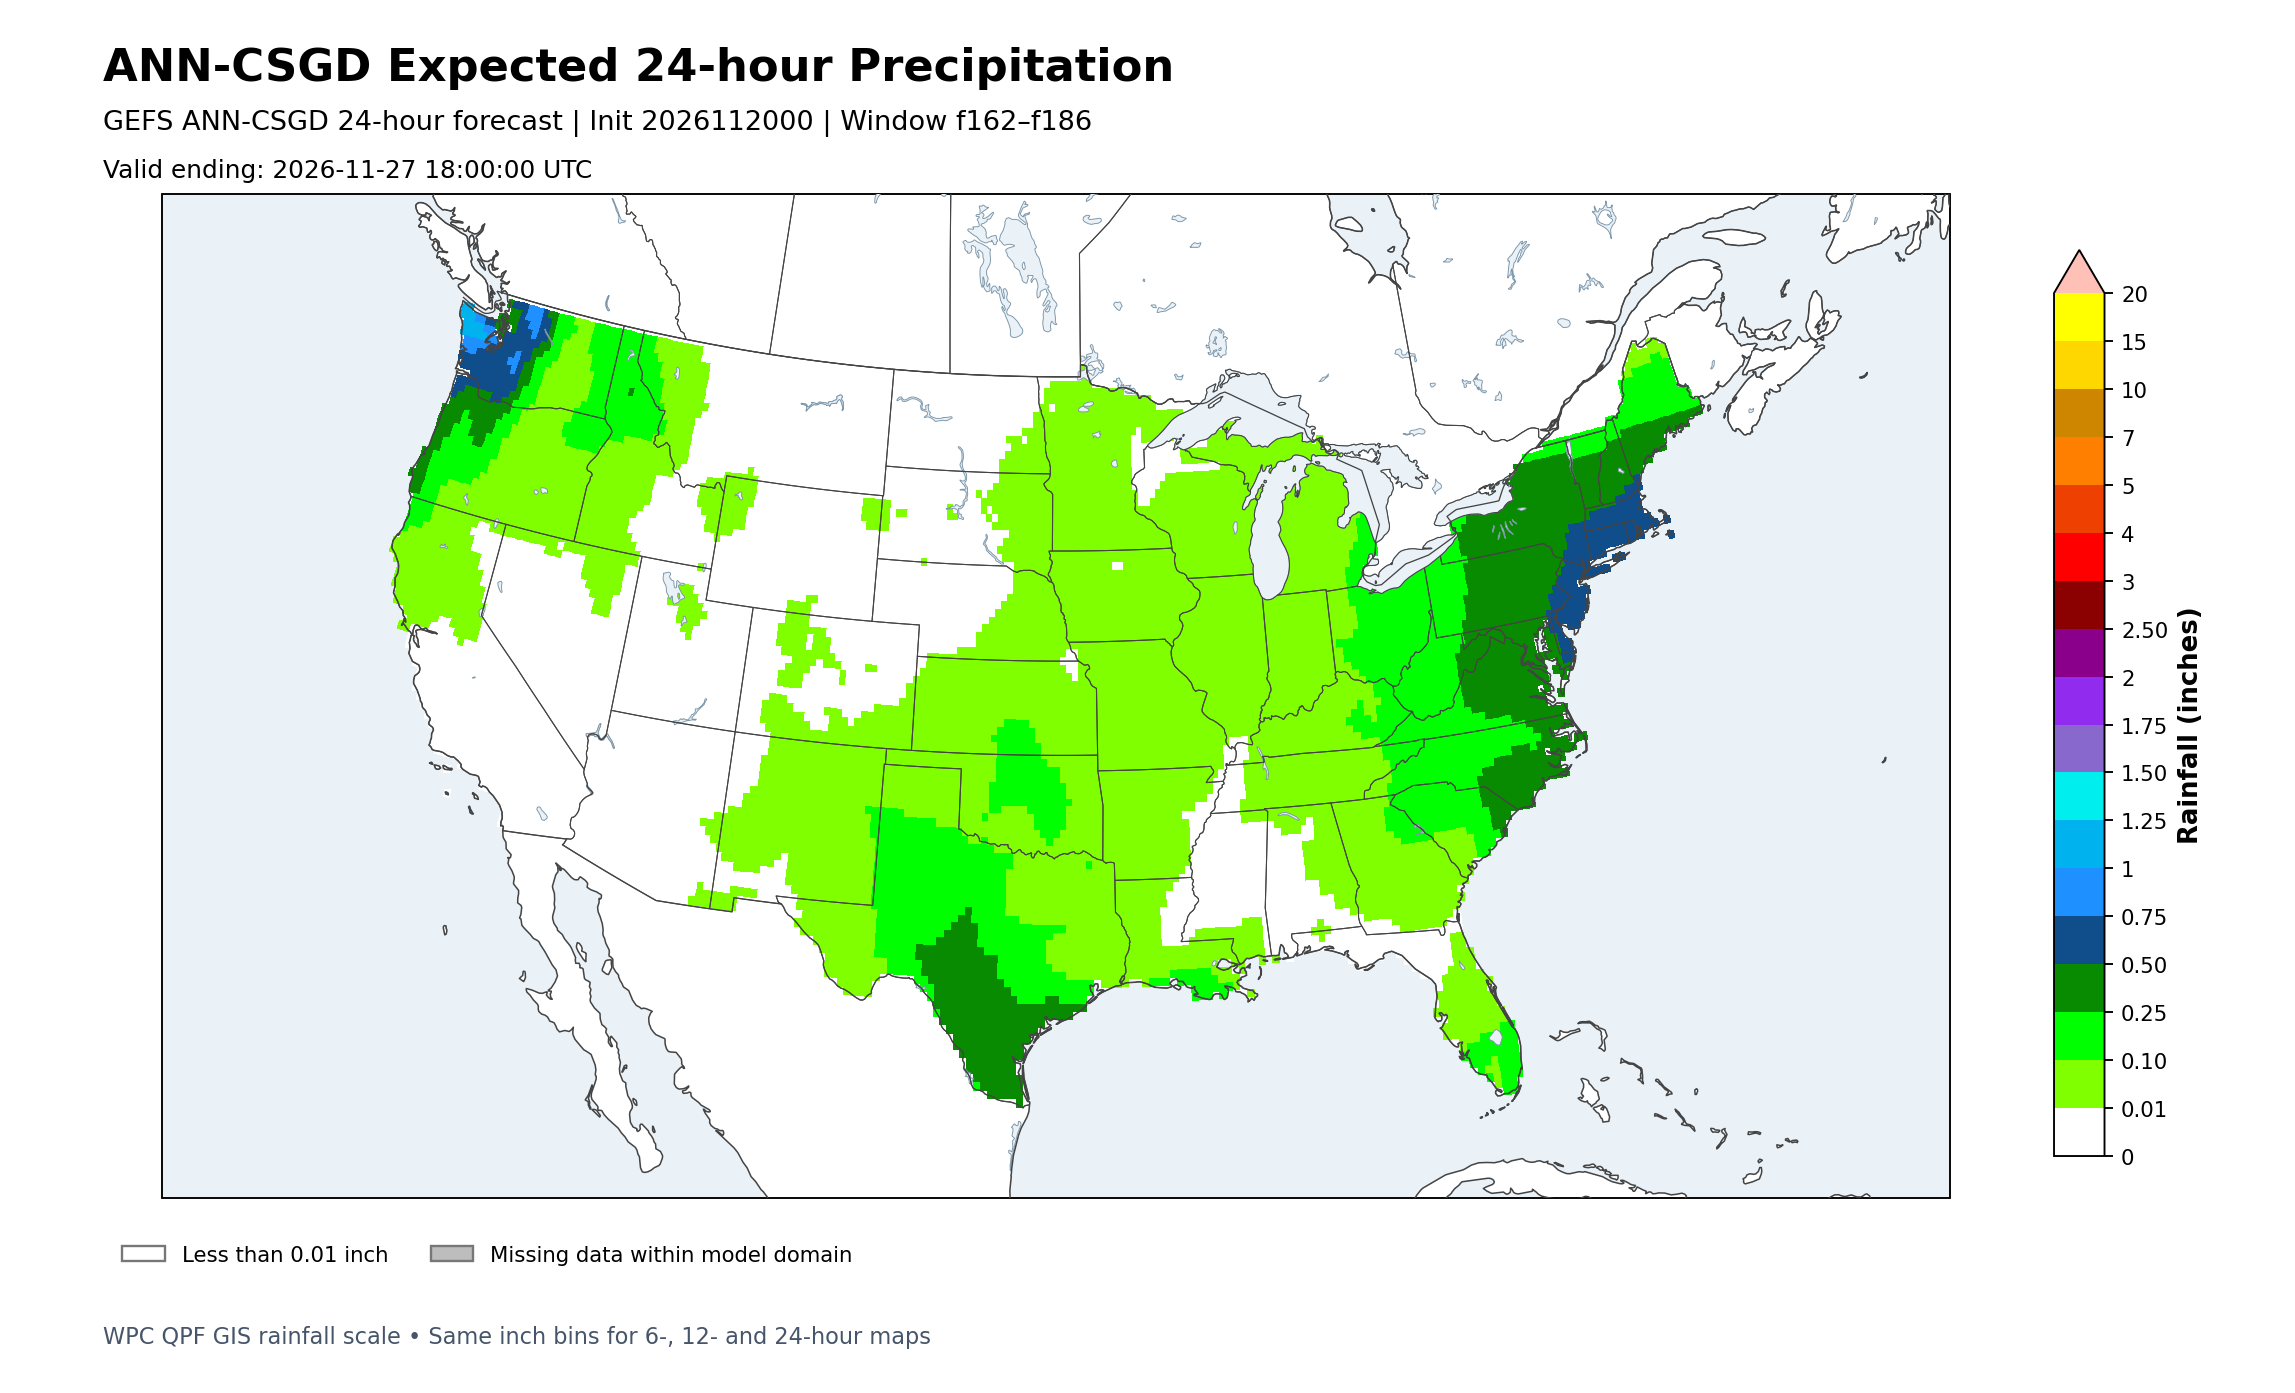 ANN-CSGD Expected 24-hour Precipitation
GEFS ANN-CSGD 24-hour forecast | Init 2026112000 | Window f162–f186
Valid ending: 2026-11-27 18:00:00 UTC
20
15
10
7
5
4
3
2.50
2
1.75
1.50
1.25
1
0.75
0.50
0.25
0.10
0.01
0
Rainfall (inches)
Less than 0.01 inch
Missing data within model domain
WPC QPF GIS rainfall scale • Same inch bins for 6-, 12- and 24-hour maps